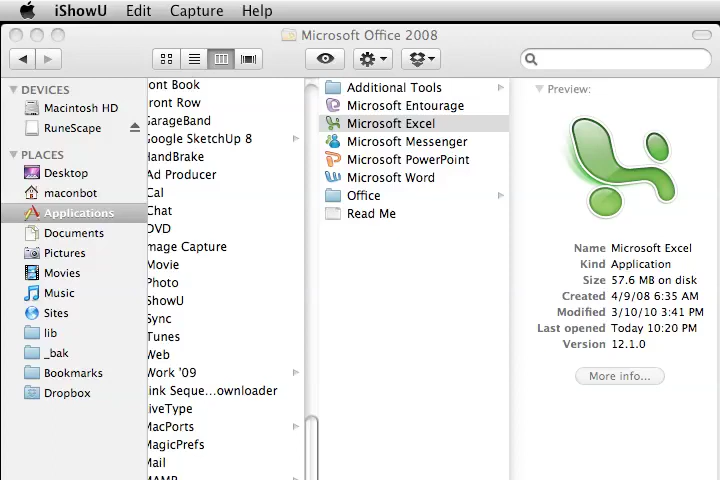 iShowU Edit Capture Help
Microsoft Office 2008
DEVICES
Macintosh HD
RuneScape
PLACES
Desktop
maconbot
Applications
Documents
Pictures
Movies
Music
Sites
lib
_bak
Bookmarks
Dropbox
ont Book
ront Row
GarageBand
Google SketchUp 8
HandBrake
Ad Producer
Cal
Chat
DVD
mage Capture
Movie
Photo
ShowU
Sync
Tunes
Web
Work '09
ink Seque...ownloader
iveType
MacPorts
MagicPrefs
Mail
MAMP
Additional Tools
Microsoft Entourage
Microsoft Excel
Microsoft Messenger
Microsoft PowerPoint
Microsoft Word
Office
Read Me
Preview:
Name Microsoft Excel
Kind Application
Size 57.6 MB on disk
Created 4/9/08 6:35 AM
Modified 3/10/10 3:41 PM
Last opened Today 10:20 PM
Version 12.1.0
More info...